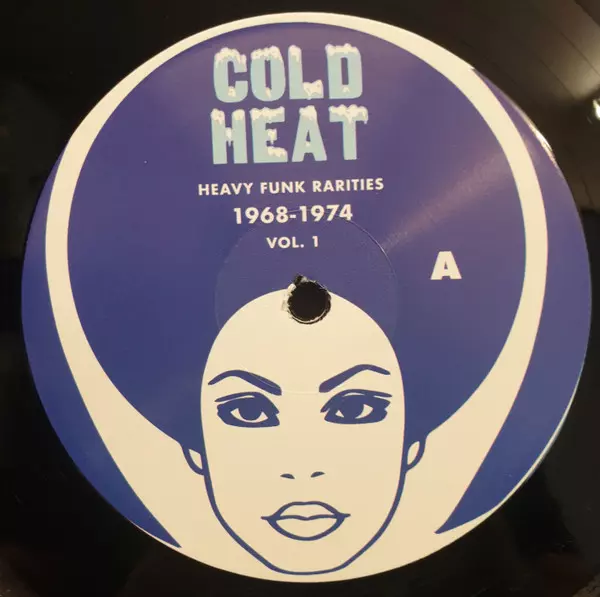 COLD
HEAT
HEAVY FUNK RARITIES
1968-1974
VOL. 1
A